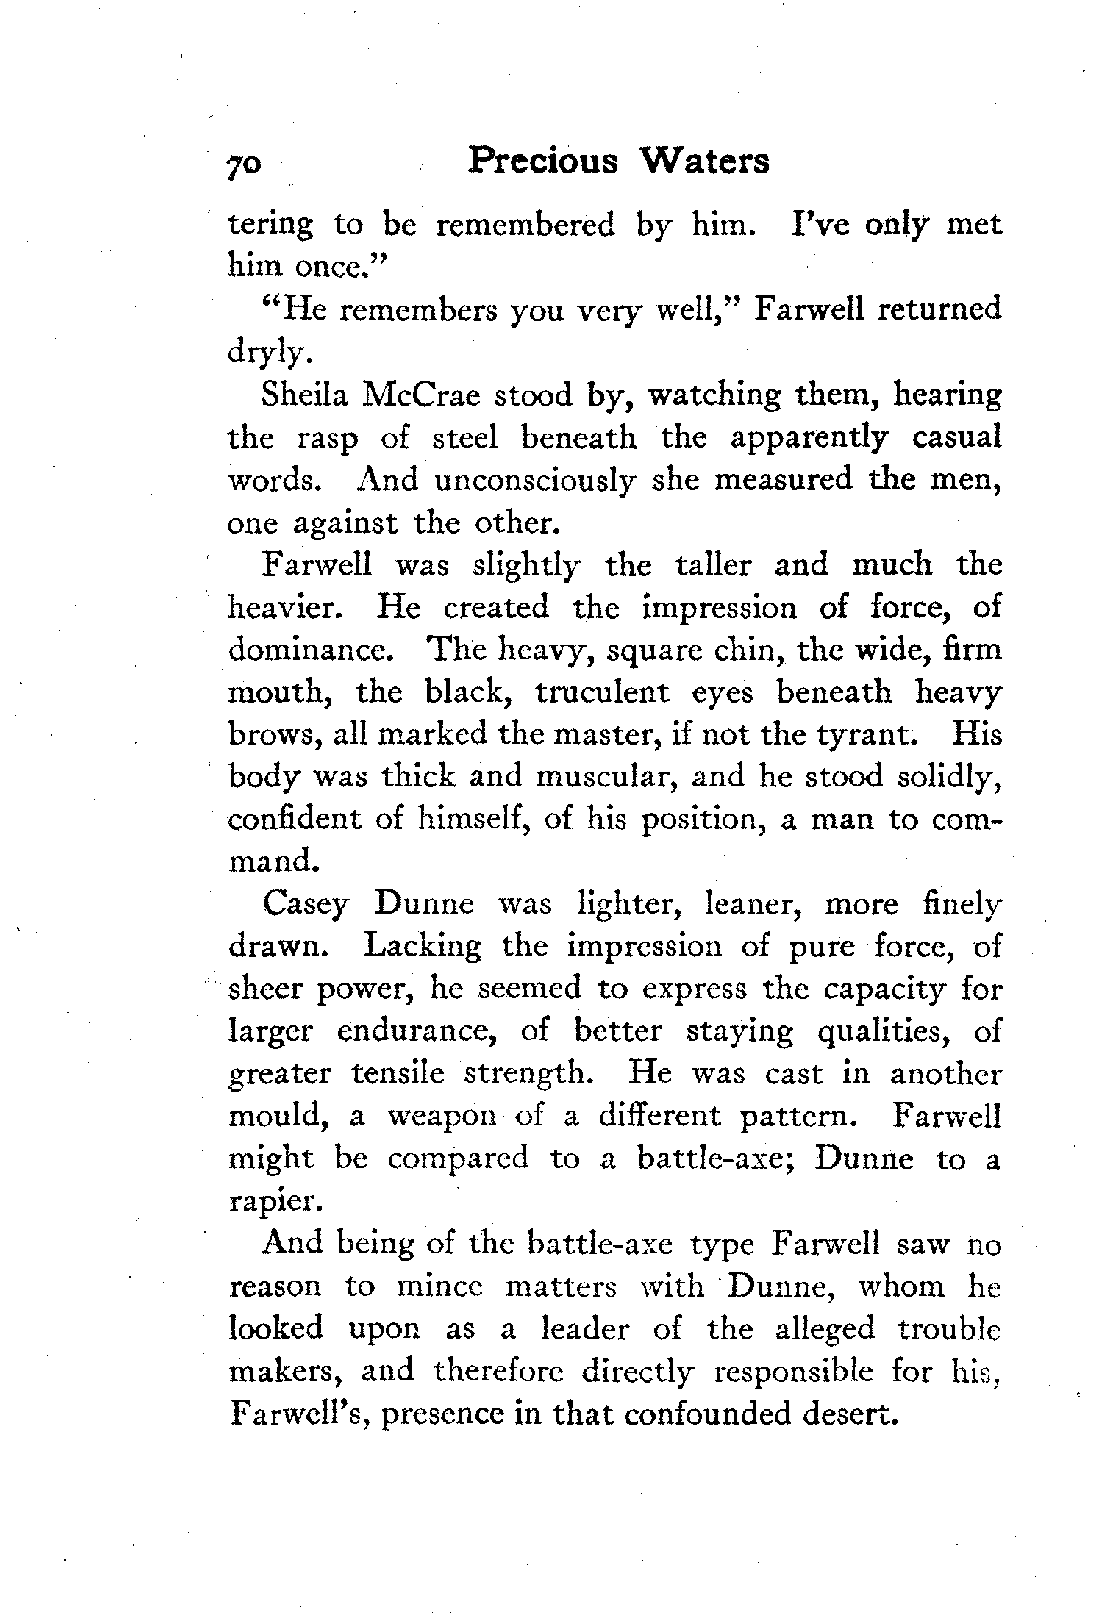 70 Precious Waters
tering to be remembered by him. I've only met
him once."
"He remembers you very well," Farwell returned
dryly.
Sheila McCrae stood by, watching them, hearing
the rasp of steel beneath the apparently casual
words. And unconsciously she measured the men,
one against the other.
Farwell was slightly the taller and much the
heavier. He created the impression of force, of
dominance. The heavy, square chin, the wide, firm
mouth, the black, truculent eyes beneath heavy
brows, all marked the master, if not the tyrant. His
body was thick and muscular, and he stood solidly,
confident of himself, of his position, a man to com-
mand.
Casey Dunne was lighter, leaner, more finely
drawn. Lacking the impression of pure force, of
sheer power, he seemed to express the capacity for
larger endurance, of better staying qualities, of
greater tensile strength. He was cast in another
mould, a weapon of a different pattern. Farwell
might be compared to a battle-axe; Dunne to a
rapier.
And being of the battle-axe type Farwell saw no
reason to mince matters with Dunne, whom he
looked upon as a leader of the alleged trouble
makers, and therefore directly responsible for his,
Farwell's, presence in that confounded desert.